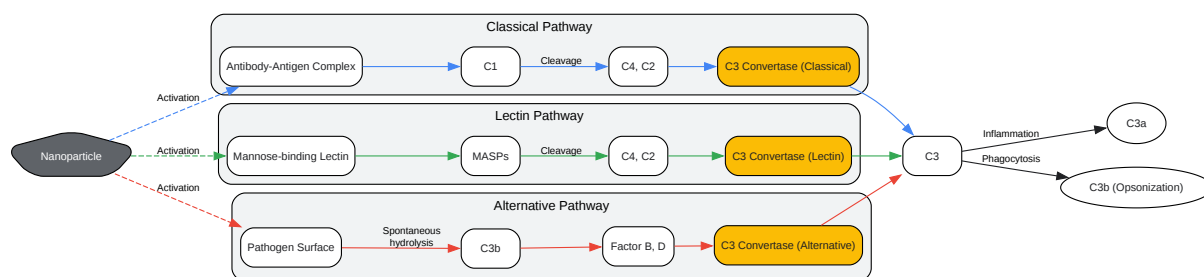 Classical Pathway
Antibody-Antigen Complex
C1
Cleavage
C4, C2
C3 Convertase (Classical)
Activation
Lectin Pathway
Nanoparticle
Activation
Mannose-binding Lectin
MASPs
Cleavage
C4, C2
C3 Convertase (Lectin)
C3
Inflammation
C3a
Phagocytosis
C3b (Opsonization)
Activation
Alternative Pathway
Pathogen Surface
Spontaneous
hydrolysis
C3b
Factor B, D
C3 Convertase (Alternative)